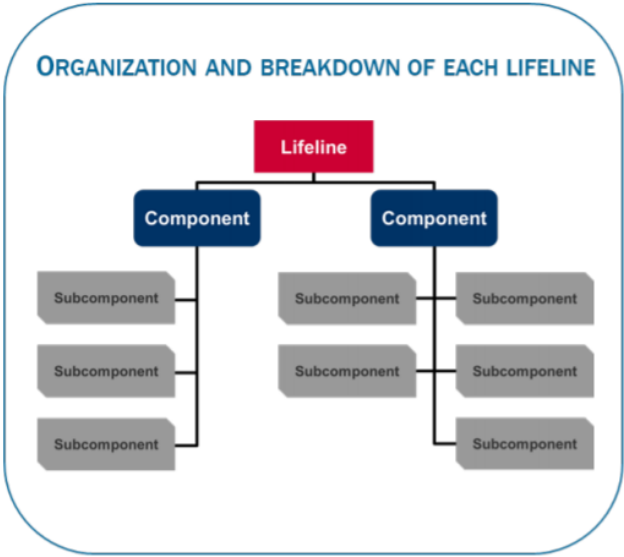 ORGANIZATION AND BREAKDOWN OF EACH LIFELINE
Lifeline
Component
Component
Subcomponent
Subcomponent
Subcomponent
Subcomponent
Subcomponent
Subcomponent
Subcomponent
Subcomponent